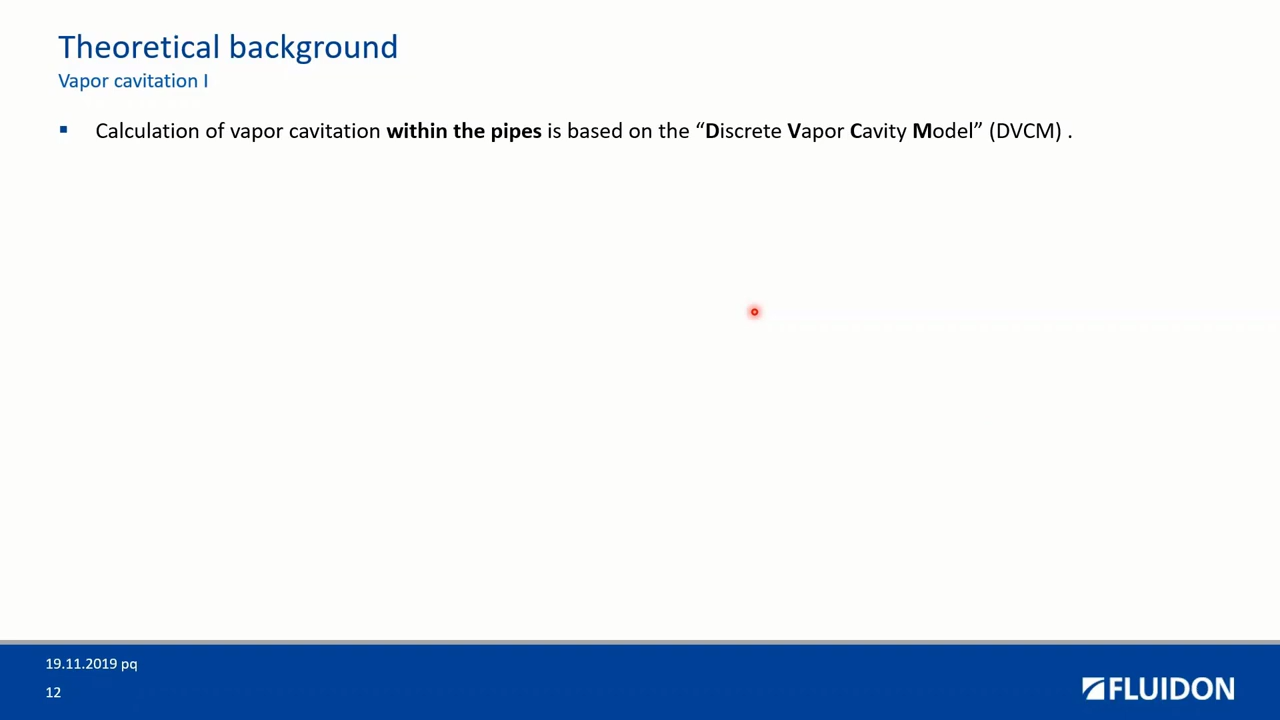 Theoretical background
Vapor cavitation I
Calculation of vapor cavitation within the pipes is based on the “Discrete Vapor Cavity Model” (DVCM) .
19.11.2019 pq
12
FLUIDON